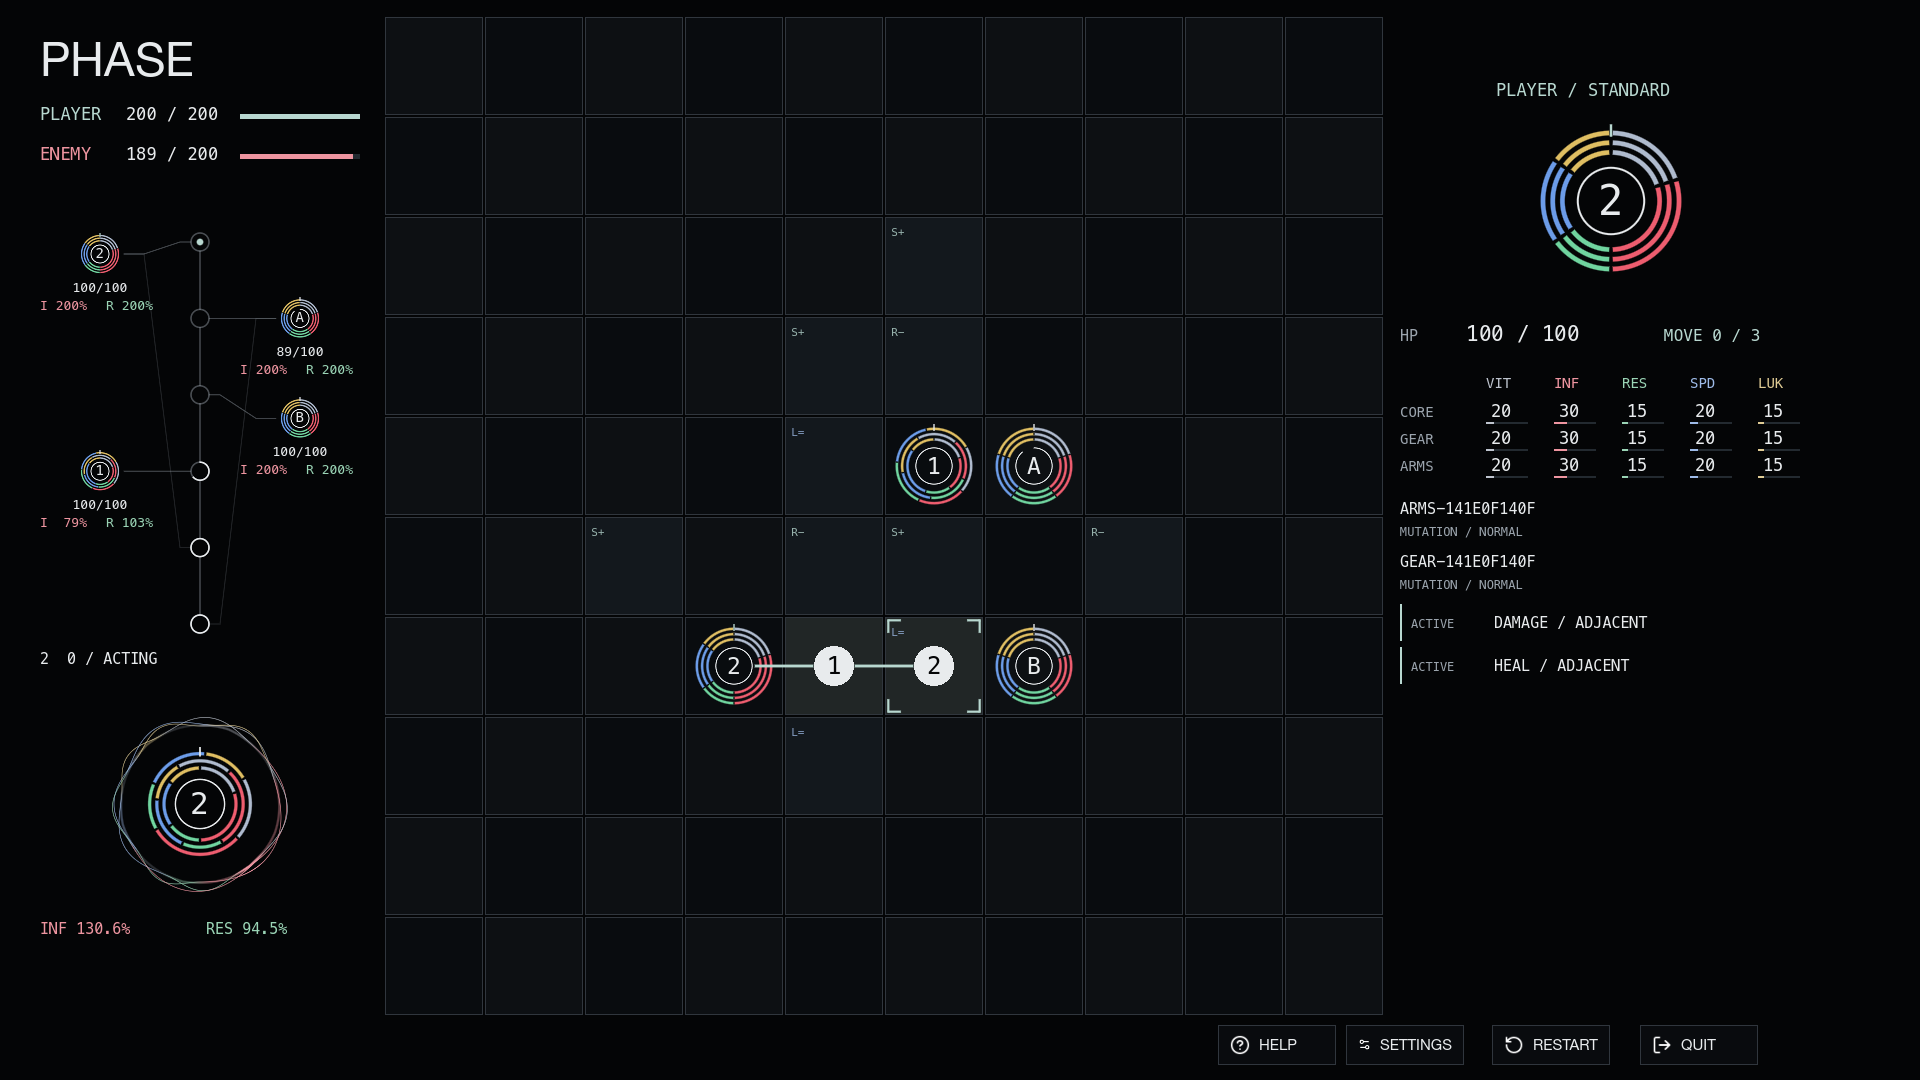 PHASE
PLAYER 200 / 200
ENEMY 189 / 200
2
100/100
I 200% R 200%
A
89/100
I 200% R 200%
B
100/100
I 200% R 200%
1
100/100
I 79% R 103%
2 0 / ACTING
2
INF 130.6% RES 94.5%
S+
S+ R−
L=
1 A
S+ R− S+ R−
L=
2 1 2 B
L=
PLAYER / STANDARD
2
HP 100 / 100 MOVE 0 / 3
VIT INF RES SPD LUK
CORE 20 30 15 20 15
GEAR 20 30 15 20 15
ARMS 20 30 15 20 15
ARMS−141E0F140F
MUTATION / NORMAL
GEAR−141E0F140F
MUTATION / NORMAL
ACTIVE DAMAGE / ADJACENT
ACTIVE HEAL / ADJACENT
HELP SETTINGS RESTART QUIT